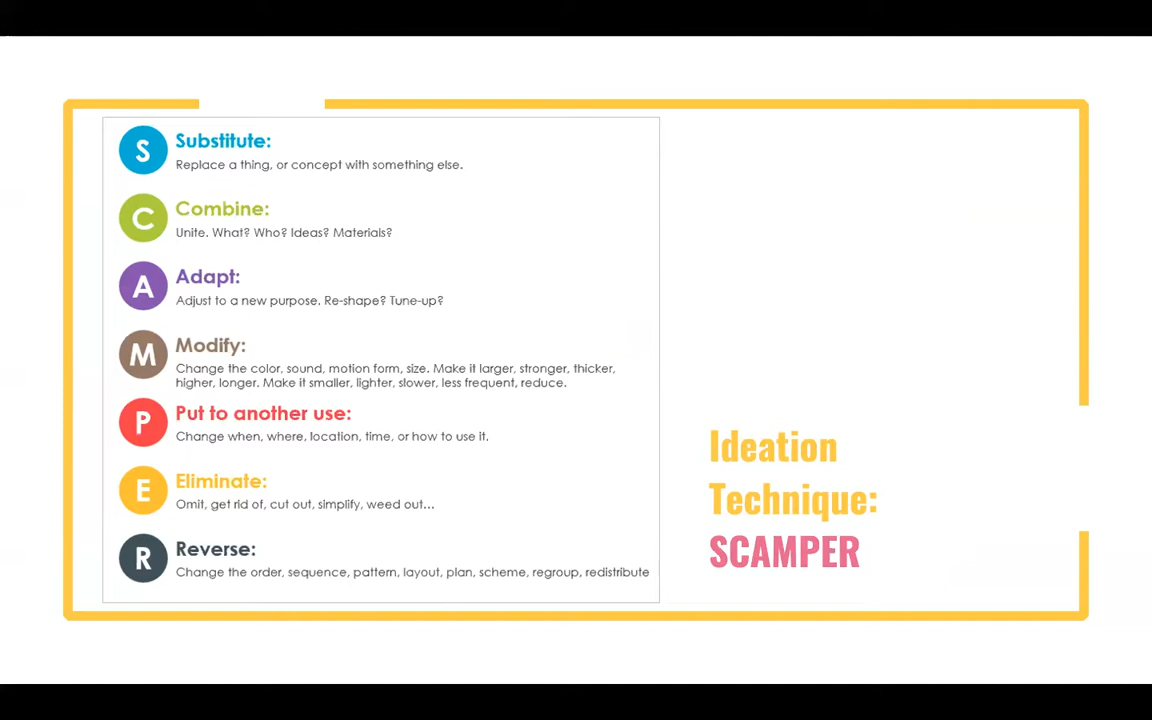 S
Substitute:
Replace a thing, or concept with something else.
C
Combine:
Unite. What? Who? Ideas? Materials?
A
Adapt:
Adjust to a new purpose. Re-shape? Tune-up?
M
Modify:
Change the color, sound, motion form, size. Make it larger, stronger, thicker,
higher, longer. Make it smaller, lighter, slower, less frequent, reduce.
P
Put to another use:
Change when, where, location, time, or how to use it.
E
Eliminate:
Omit, get rid of, cut out, simplify, weed out...
R
Reverse:
Change the order, sequence, pattern, layout, plan, scheme, regroup, redistribute
Ideation
Technique:
SCAMPER